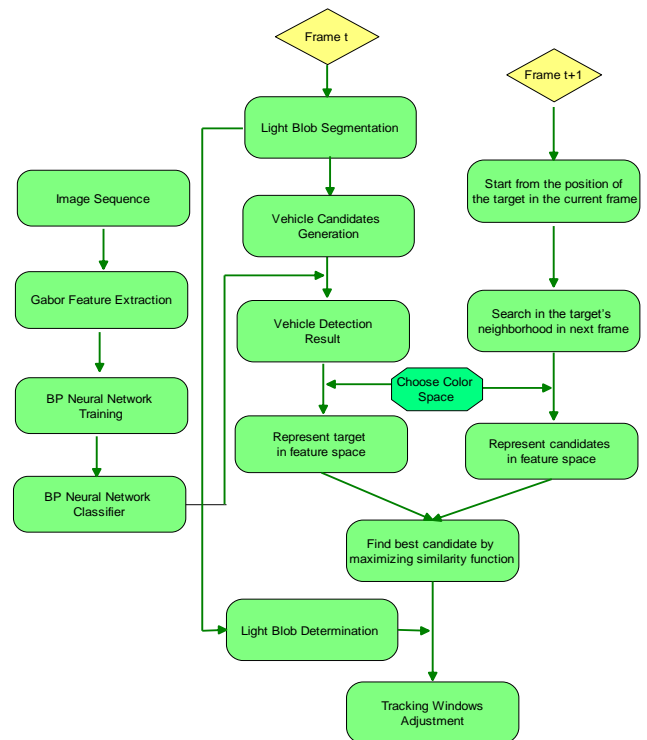 Frame t
Frame t+1
Light Blob Segmentation
Start from the position of
the target in the current frame
Image Sequence
Vehicle Candidates
Generation
Gabor Feature Extraction
Search in the target's
neighborhood in next frame
Vehicle Detection
Result
Choose Color
Space
BP Neural Network
Training
Represent target
in feature space
Represent candidates
in feature space
BP Neural Network
Classifier
Find best candidate by
maximizing similarity function
Light Blob Determination
Tracking Windows
Adjustment